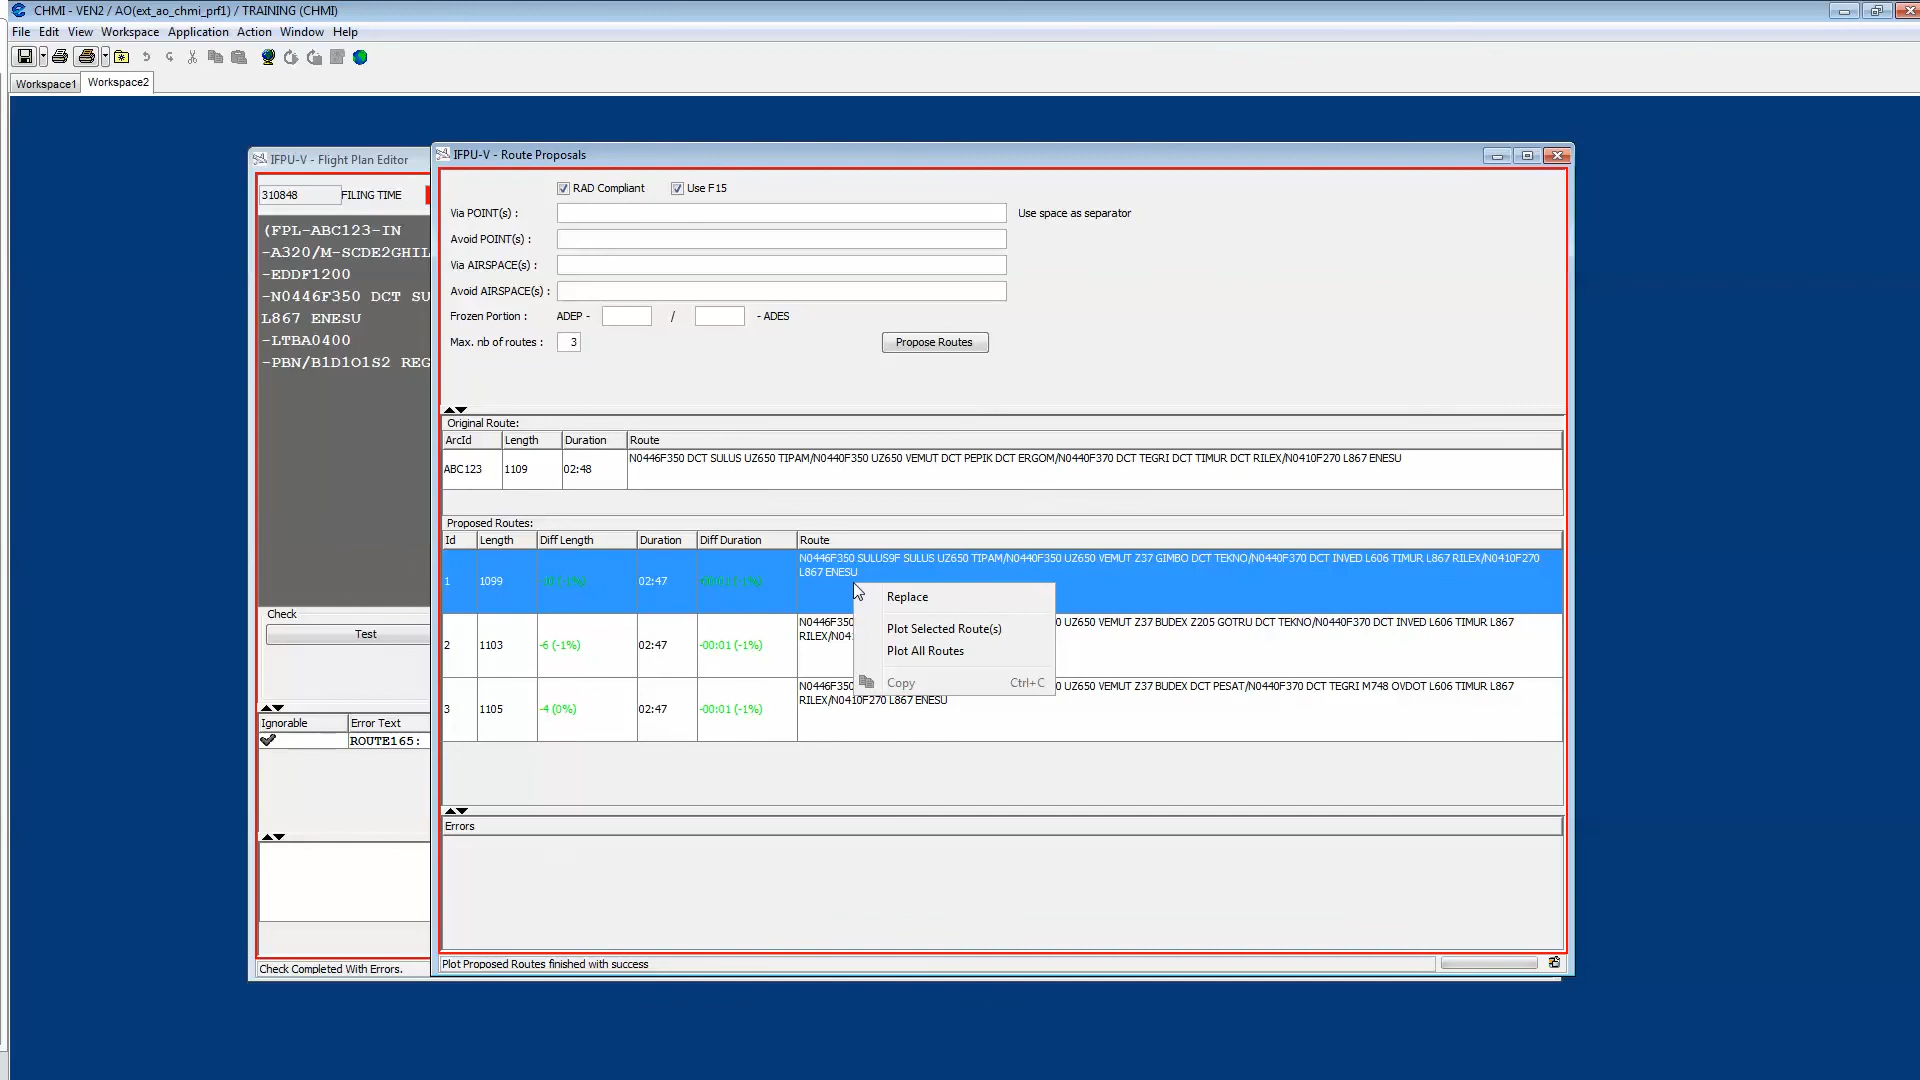 CHMI - VEN2 / AO(ext_ao_chmi_prf1) / TRAINING (CHMI)
File Edit View Workspace Application Action Window Help
Workspace1 Workspace2
IFPU-V - Flight Plan Editor
310848 FILING TIME
(FPL-ABC123-IN
-A320/M-SCDE2GHIL
-EDDF1200
-N0446F350 DCT SU
L867 ENESU
-LTBA0400
-PBN/B1D1O1S2 REG
Check
Test
Ignorable Error Text
ROUTE165:
Check Completed With Errors.
IFPU-V - Route Proposals
RAD Compliant Use F15
Via POINT(s) : Use space as separator
Avoid POINT(s) :
Via AIRSPACE(s) :
Avoid AIRSPACE(s) :
Frozen Portion : ADEP - / - ADES
Max. nb of routes : 3 Propose Routes
Original Route:
ArcId Length Duration Route
ABC123 1109 02:48 N0446F350 DCT SULUS UZ650 TIPAM/N0440F350 UZ650 VEMUT DCT PEPIK DCT ERGOM/N0440F370 DCT TEGRI DCT TIMUR DCT RILEX/N0410F270 L867 ENESU
Proposed Routes:
Id Length Diff Length Duration Diff Duration Route
1 1099 -10 (-1%) 02:47 -00:01 (-1%) N0446F350 SULUS9F SULUS UZ650 TIPAM/N0440F350 UZ650 VEMUT Z37 GIMBO DCT TEKNO/N0440F370 DCT INVED L606 TIMUR L867 RILEX/N0410F270
L867 ENESU
2 1103 -6 (-1%) 02:47 -00:01 (-1%) N0446F350 0 UZ650 VEMUT Z37 BUDEX Z205 GOTRU DCT TEKNO/N0440F370 DCT INVED L606 TIMUR L867
RILEX/N041
3 1105 -4 (0%) 02:47 -00:01 (-1%) N0446F350 0 UZ650 VEMUT Z37 BUDEX DCT PESAT/N0440F370 DCT TEGRI M748 OVDOT L606 TIMUR L867
RILEX/N0410F270 L867 ENESU
Replace
Plot Selected Route(s)
Plot All Routes
Copy Ctrl+C
Errors
Plot Proposed Routes finished with success